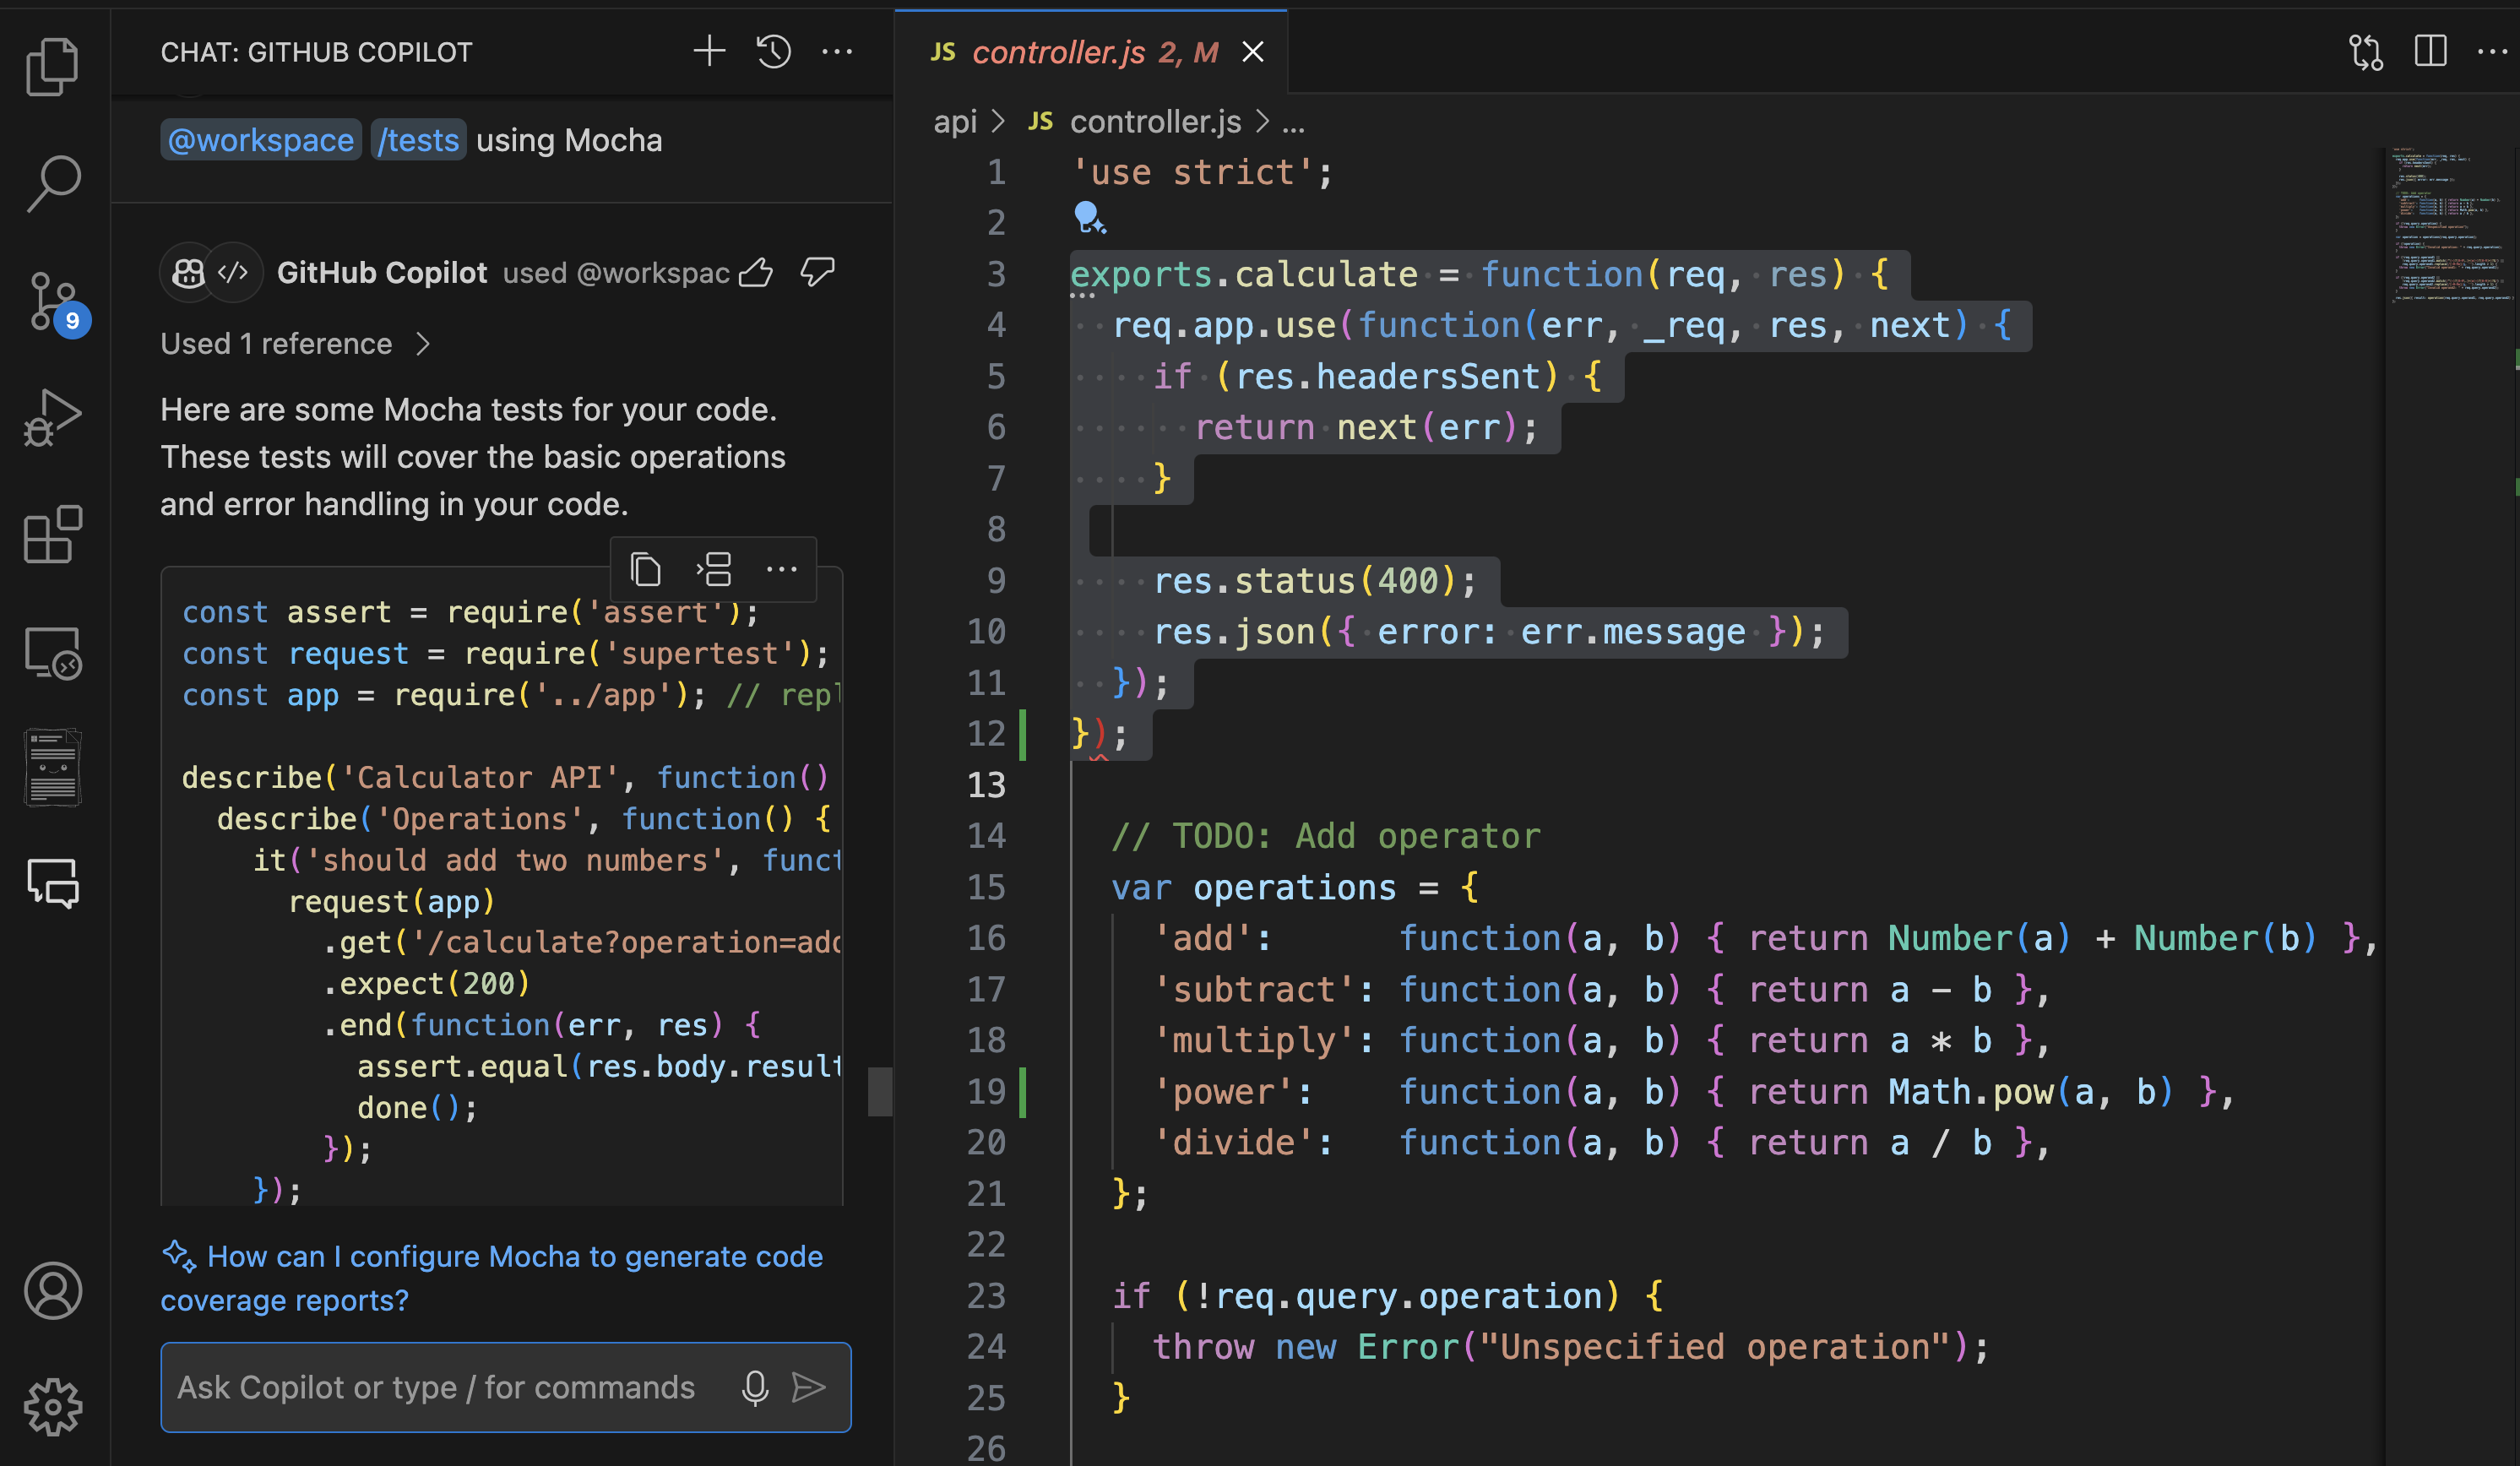 CHAT: GITHUB COPILOT
@workspace /tests using Mocha
GitHub Copilot used @workspac
Used 1 reference
Here are some Mocha tests for your code.
These tests will cover the basic operations
and error handling in your code.
const assert = require('assert');
const request = require('supertest');
const app = require('../app'); // repl
describe('Calculator API', function()
describe('Operations', function() {
it('should add two numbers', funct
request(app)
.get('/calculate?operation=add
.expect(200)
.end(function(err, res) {
assert.equal(res.body.result
done();
});
});
How can I configure Mocha to generate code
coverage reports?
Ask Copilot or type / for commands
9
JS controller.js 2, M
api > JS controller.js > ...
1 'use strict';
2
3 exports.calculate = function(req, res) {
4 req.app.use(function(err, _req, res, next) {
5 if (res.headersSent) {
6 return next(err);
7 }
8
9 res.status(400);
10 res.json({ error: err.message });
11 });
12 });
13
14 // TODO: Add operator
15 var operations = {
16 'add': function(a, b) { return Number(a) + Number(b) },
17 'subtract': function(a, b) { return a - b },
18 'multiply': function(a, b) { return a * b },
19 'power': function(a, b) { return Math.pow(a, b) },
20 'divide': function(a, b) { return a / b },
21 };
22
23 if (!req.query.operation) {
24 throw new Error("Unspecified operation");
25 }
26